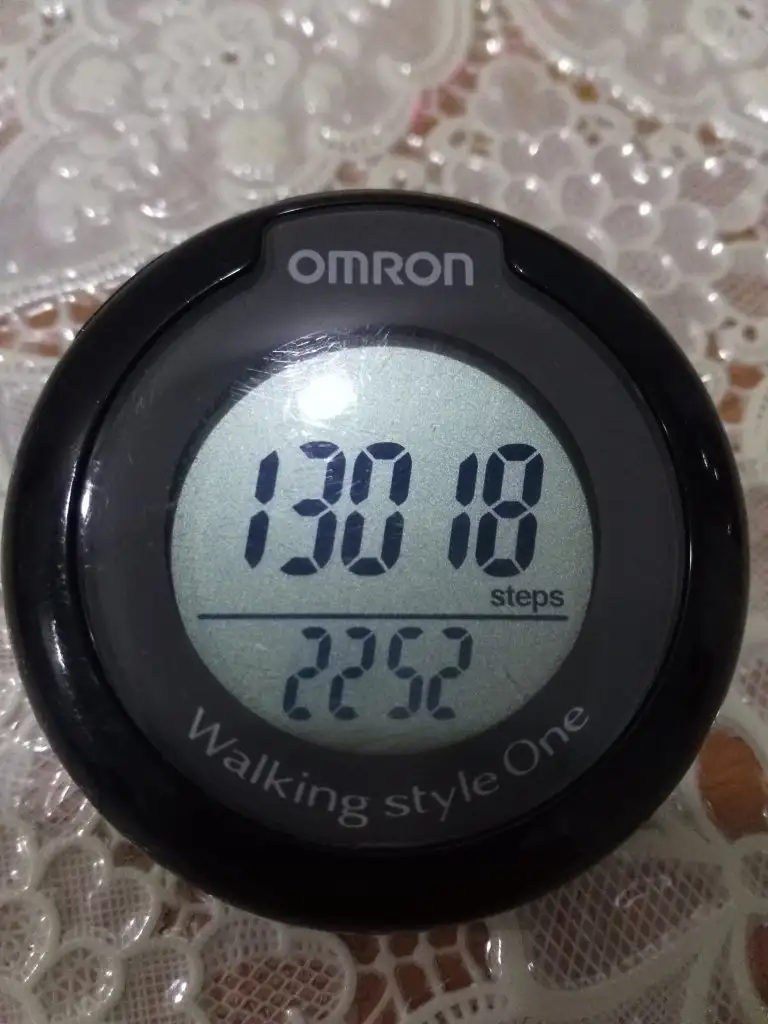 OMRON
13018
steps
2252
Walking style One